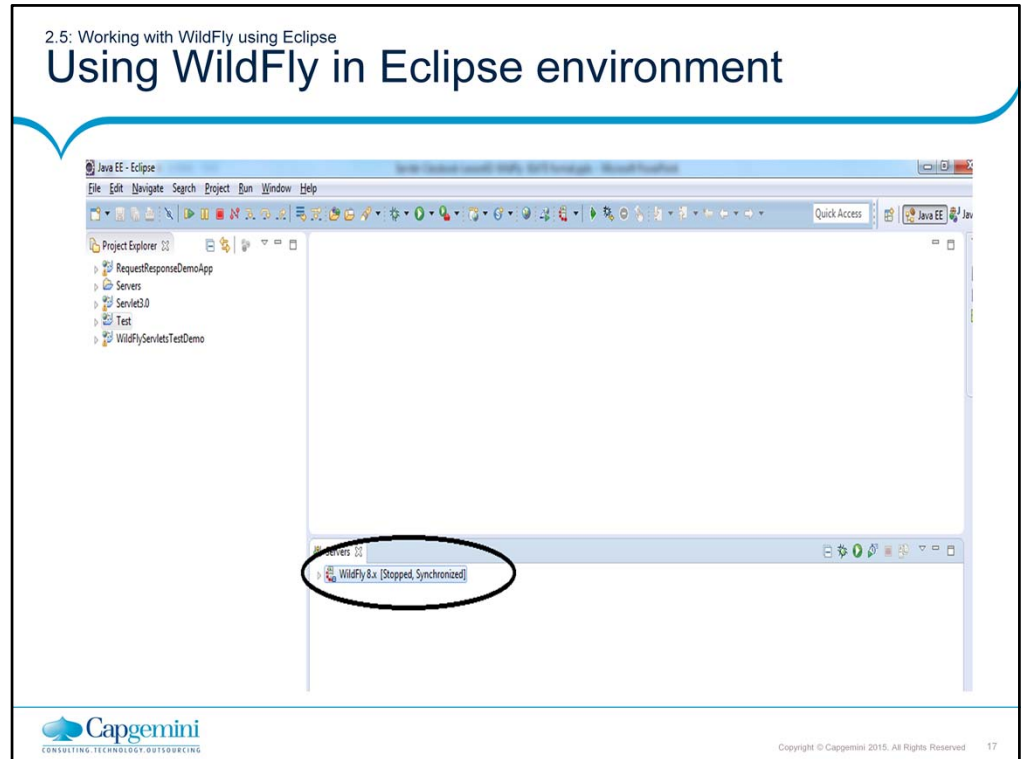 2.5: Working with WildFly using Eclipse
Using WildFly in Eclipse environment
Java EE - Eclipse
File Edit Navigate Search Project Run Window Help
Quick Access
Java EE
Project Explorer
RequestResponseDemoApp
Servers
Servlet3.0
Test
WildFlyServletsTestDemo
Servers
WildFly 8.x [Stopped, Synchronized]
Capgemini
CONSULTING.TECHNOLOGY.OUTSOURCING
Copyright © Capgemini 2015. All Rights Reserved 17